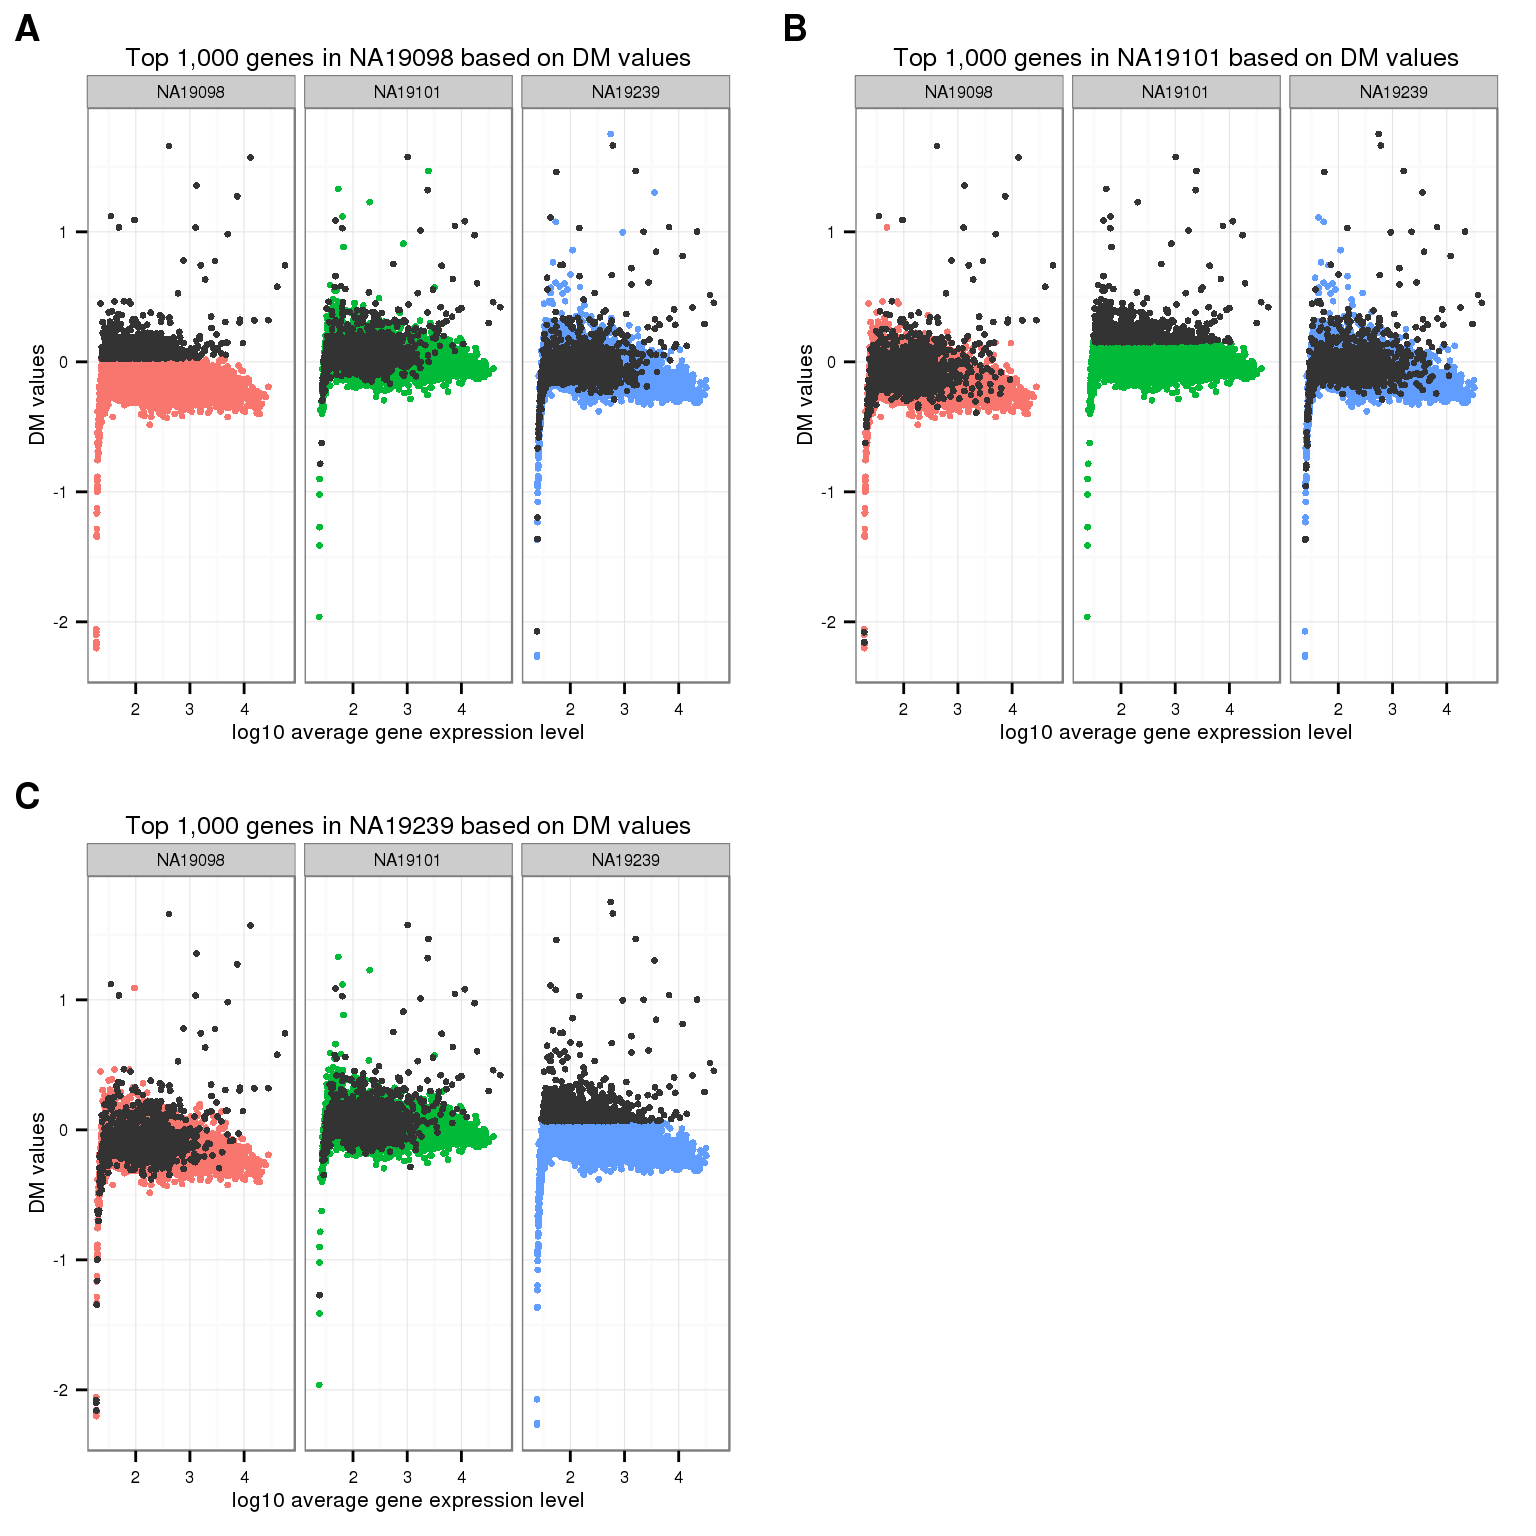 A
Top 1,000 genes in NA19098 based on DM values
NA19098 NA19101 NA19239
1
0
-1
-2
DM values
2 3 4 2 3 4 2 3 4
log10 average gene expression level
B
Top 1,000 genes in NA19101 based on DM values
NA19098 NA19101 NA19239
1
0
-1
-2
DM values
2 3 4 2 3 4 2 3 4
log10 average gene expression level
C
Top 1,000 genes in NA19239 based on DM values
NA19098 NA19101 NA19239
1
0
-1
-2
DM values
2 3 4 2 3 4 2 3 4
log10 average gene expression level